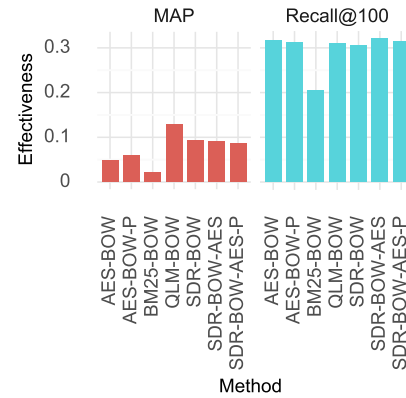 MAP Recall@100
Effectiveness
0.3
0.2
0.1
0
AES-BOW
AES-BOW-P
BM25-BOW
QLM-BOW
SDR-BOW
SDR-BOW-AES
SDR-BOW-AES-P
AES-BOW
AES-BOW-P
BM25-BOW
QLM-BOW
SDR-BOW
SDR-BOW-AES
SDR-BOW-AES-P
Method